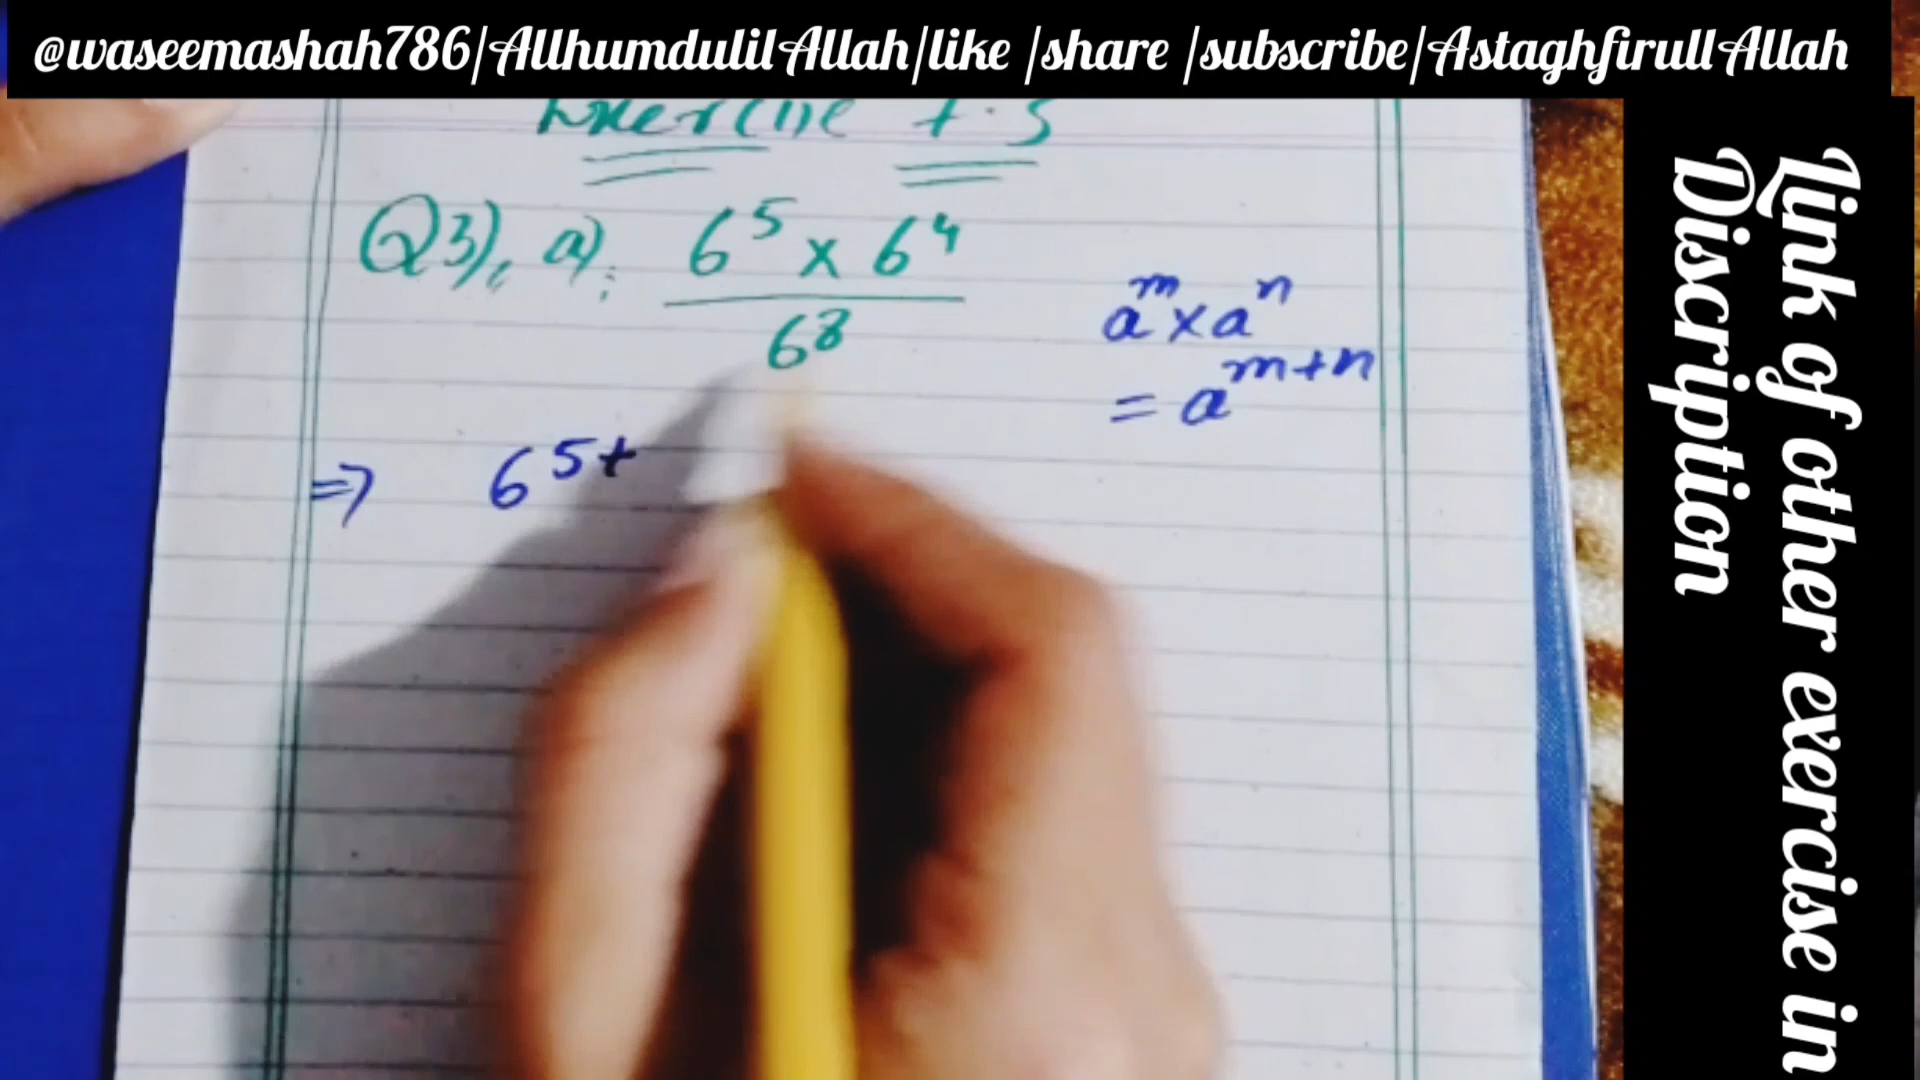 @waseemashah786/AllhumdulilAllah/like /share /subscribe/AstaghfirullAllah
Exercise
Q3), a): 6⁵ x 6⁴
6⁸
aᵐ x aⁿ
= aᵐ⁺ⁿ
=> 6⁵⁺
Link of other exercise in
Discription